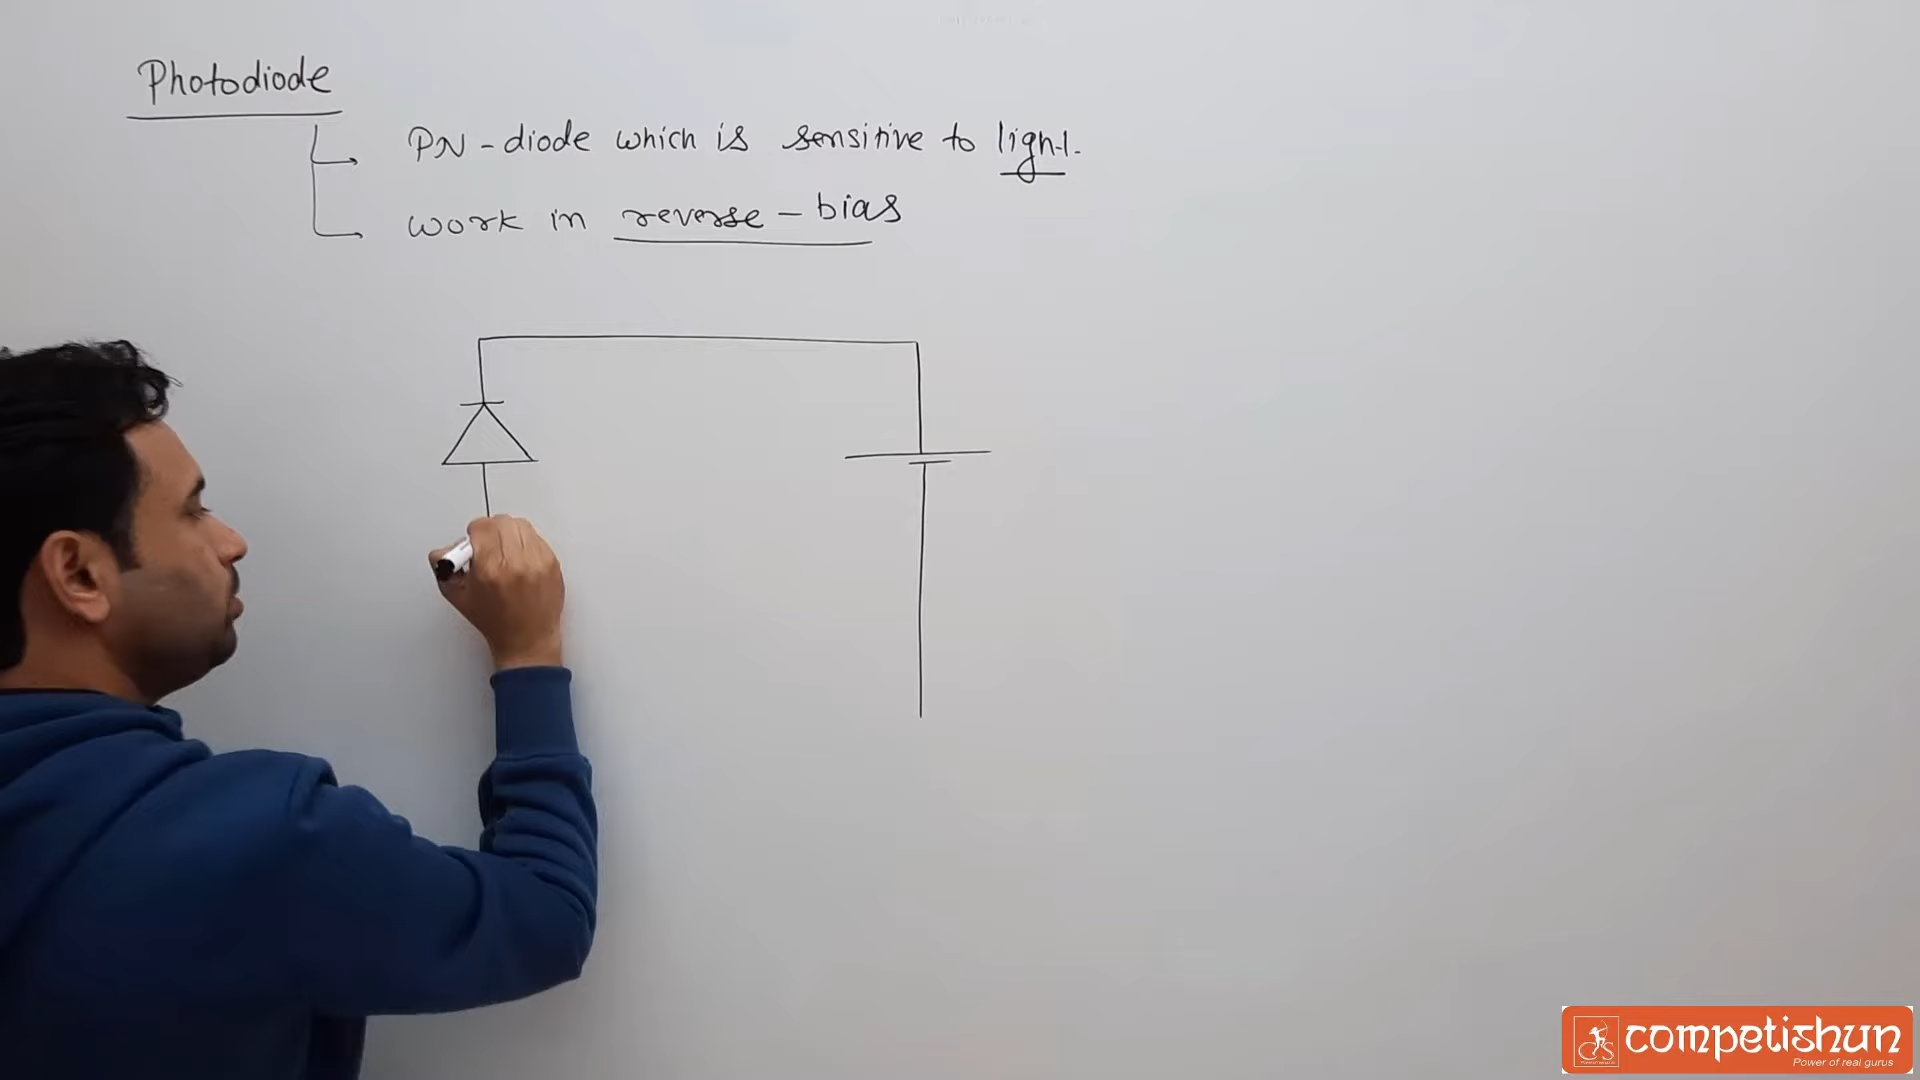 Photodiode
PN-diode which is sensitive to light.
work in reverse-bias
competishun
Power of real gurus